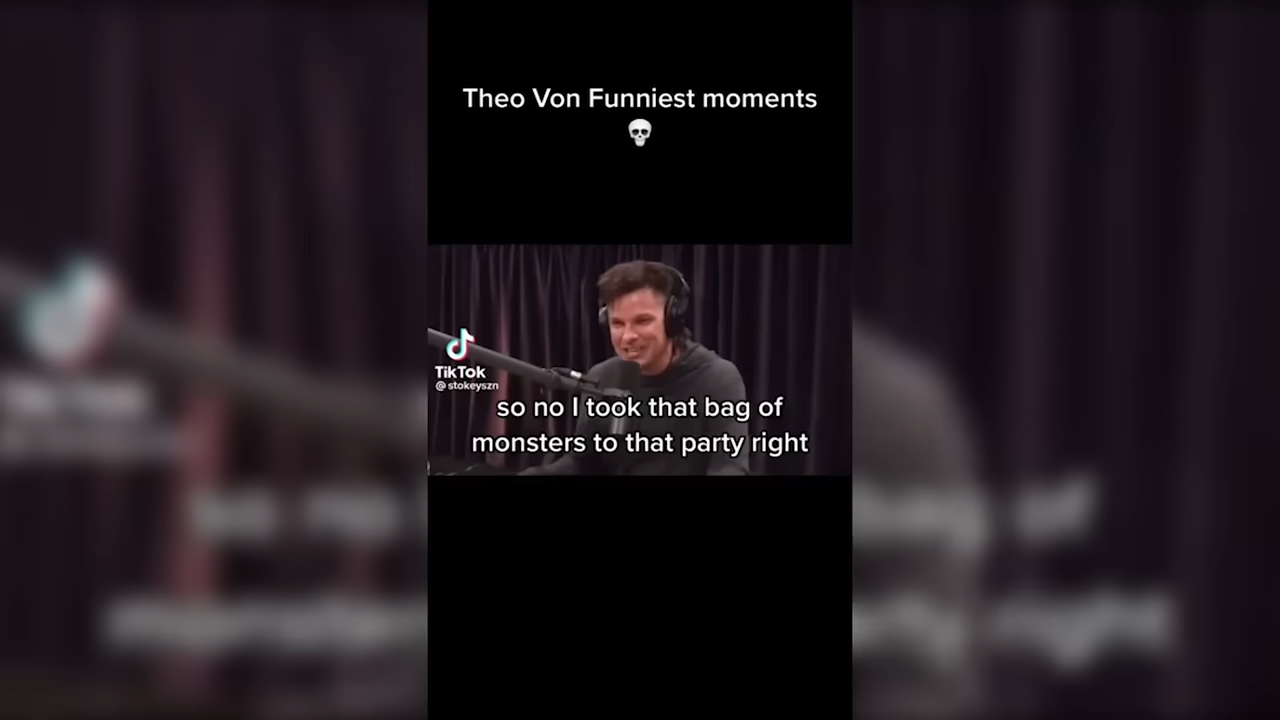 Theo Von Funniest moments
💀
TikTok
@stokeyszn
so no I took that bag of
monsters to that party right